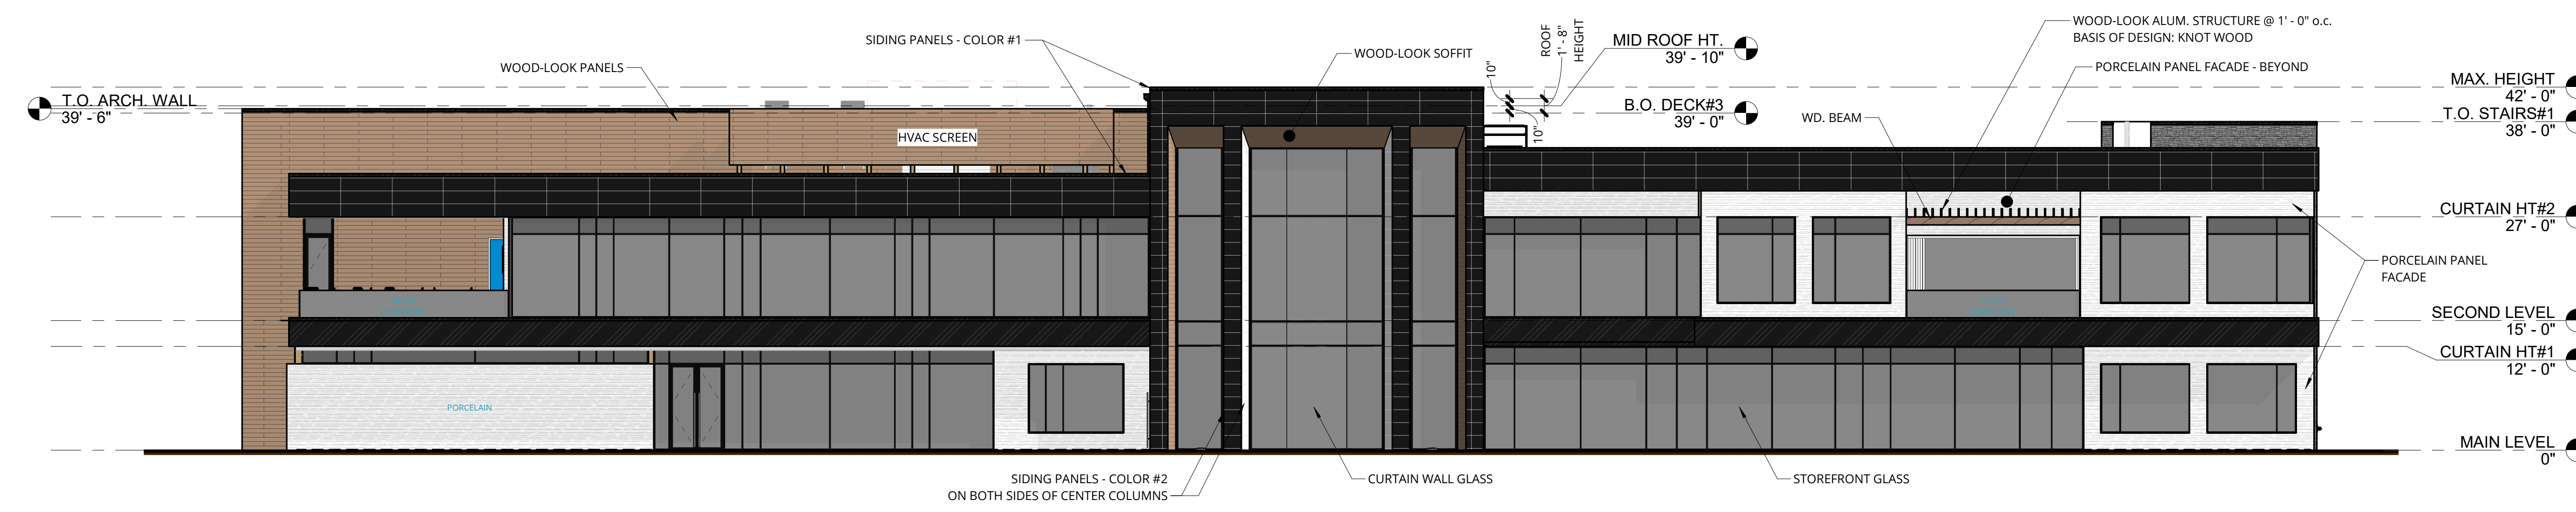 WOOD-LOOK ALUM. STRUCTURE @ 1' - 0" o.c.
BASIS OF DESIGN: KNOT WOOD
SIDING PANELS - COLOR #1
ROOF
1' - 8"
HEIGHT
MID ROOF HT.
39' - 10"
WOOD-LOOK SOFFIT
WOOD-LOOK PANELS
10"
PORCELAIN PANEL FACADE - BEYOND
MAX. HEIGHT
42' - 0"
T.O. ARCH. WALL
39' - 6"
B.O. DECK#3
39' - 0"
WD. BEAM
T.O. STAIRS#1
38' - 0"
10"
HVAC SCREEN
CURTAIN HT#2
27' - 0"
PORCELAIN PANEL
FACADE
SECOND LEVEL
15' - 0"
CURTAIN HT#1
12' - 0"
PORCELAIN
MAIN LEVEL
0"
SIDING PANELS - COLOR #2
ON BOTH SIDES OF CENTER COLUMNS
CURTAIN WALL GLASS
STOREFRONT GLASS